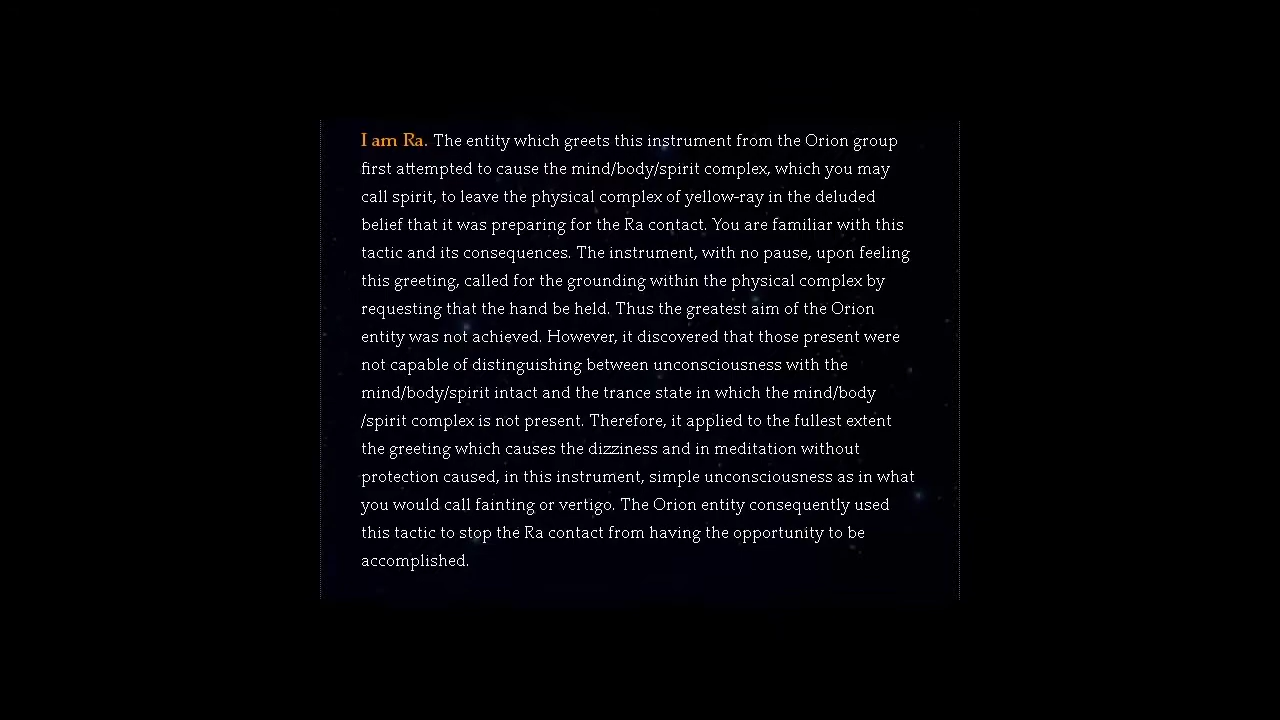 I am Ra. The entity which greets this instrument from the Orion group
first attempted to cause the mind/body/spirit complex, which you may
call spirit, to leave the physical complex of yellow-ray in the deluded
belief that it was preparing for the Ra contact. You are familiar with this
tactic and its consequences. The instrument, with no pause, upon feeling
this greeting, called for the grounding within the physical complex by
requesting that the hand be held. Thus the greatest aim of the Orion
entity was not achieved. However, it discovered that those present were
not capable of distinguishing between unconsciousness with the
mind/body/spirit intact and the trance state in which the mind/body
/spirit complex is not present. Therefore, it applied to the fullest extent
the greeting which causes the dizziness and in meditation without
protection caused, in this instrument, simple unconsciousness as in what
you would call fainting or vertigo. The Orion entity consequently used
this tactic to stop the Ra contact from having the opportunity to be
accomplished.